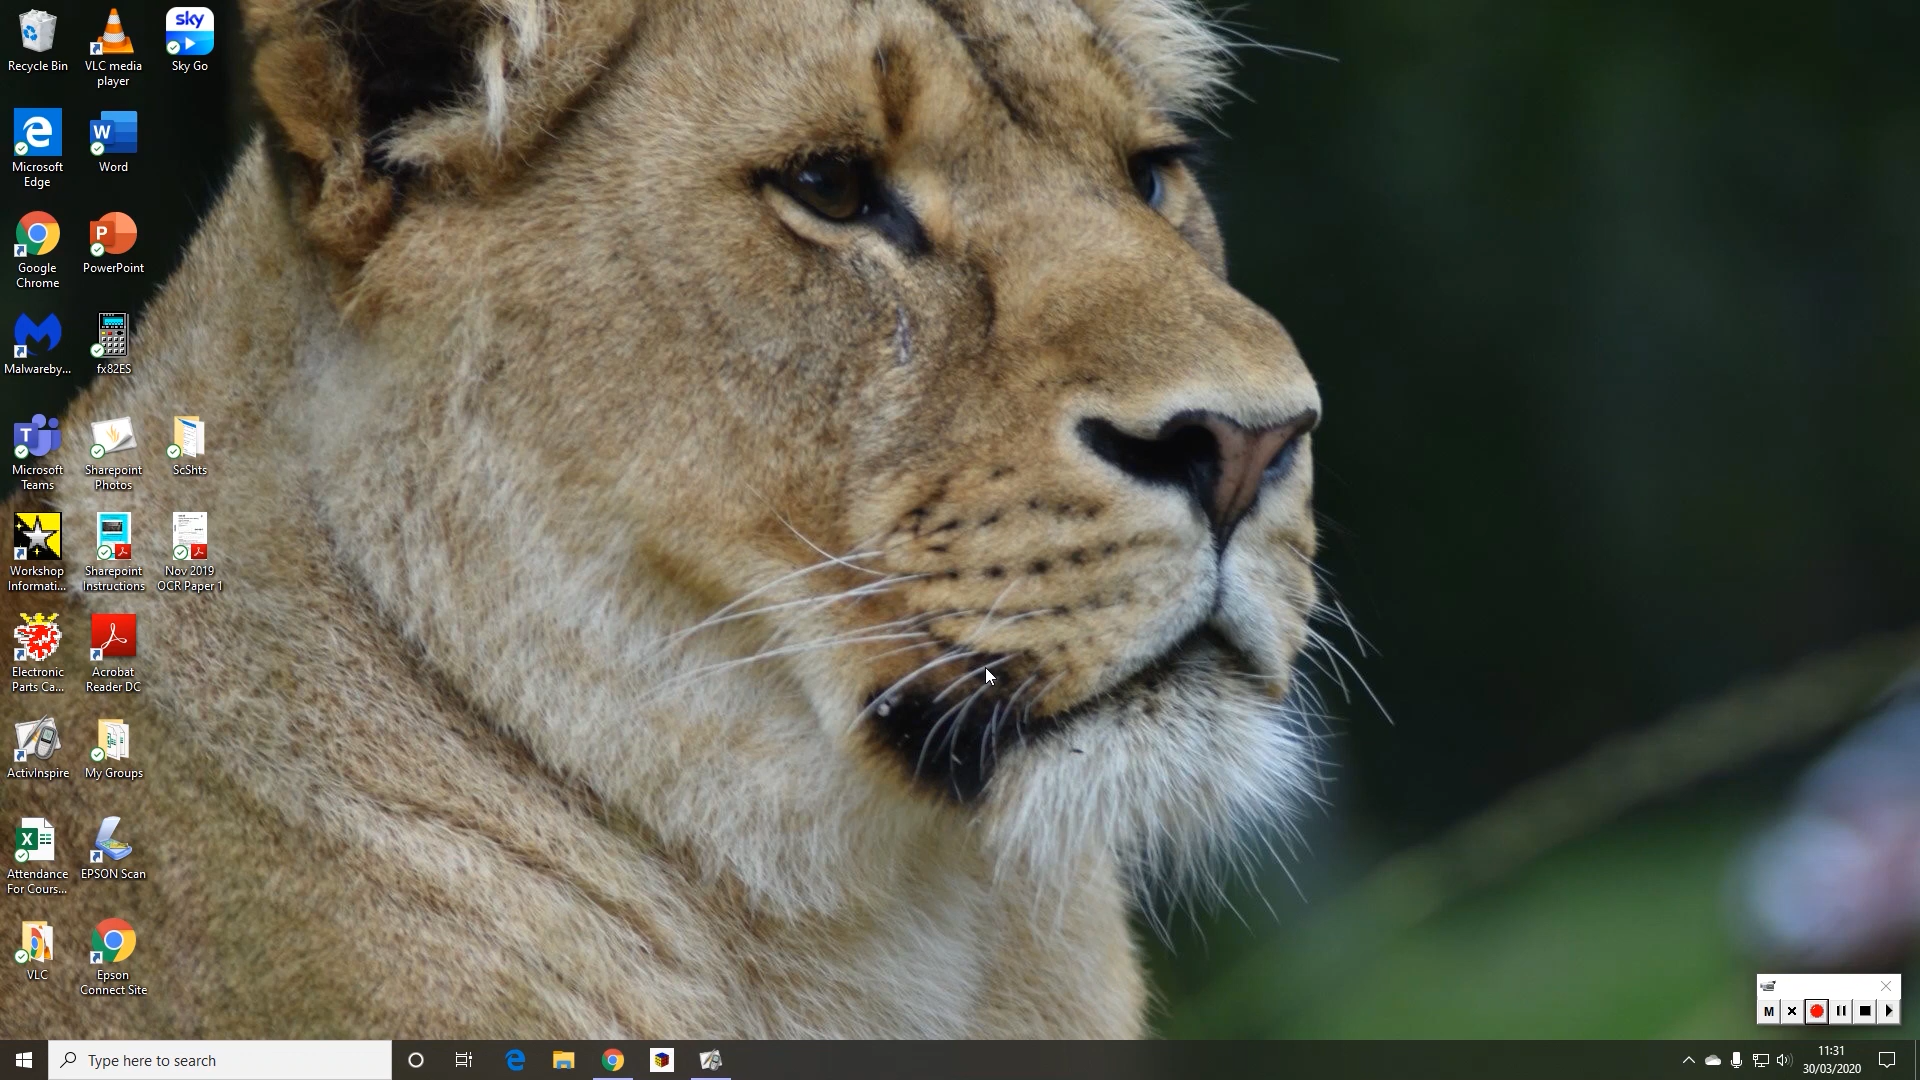 Recycle Bin
VLC media
player
sky
Sky Go
Microsoft
Edge
W
Word
Google
Chrome
P
PowerPoint
Malwareby...
fx82ES
T
Microsoft
Teams
Sharepoint
Photos
ScShts
Workshop
Informati...
Sharepoint
Instructions
Nov 2019
OCR Paper 1
Electronic
Parts Ca...
Acrobat
Reader DC
ActivInspire
My Groups
X
Attendance
For Cours...
EPSON Scan
VLC
Epson
Connect Site
M
Type here to search
11:31
30/03/2020